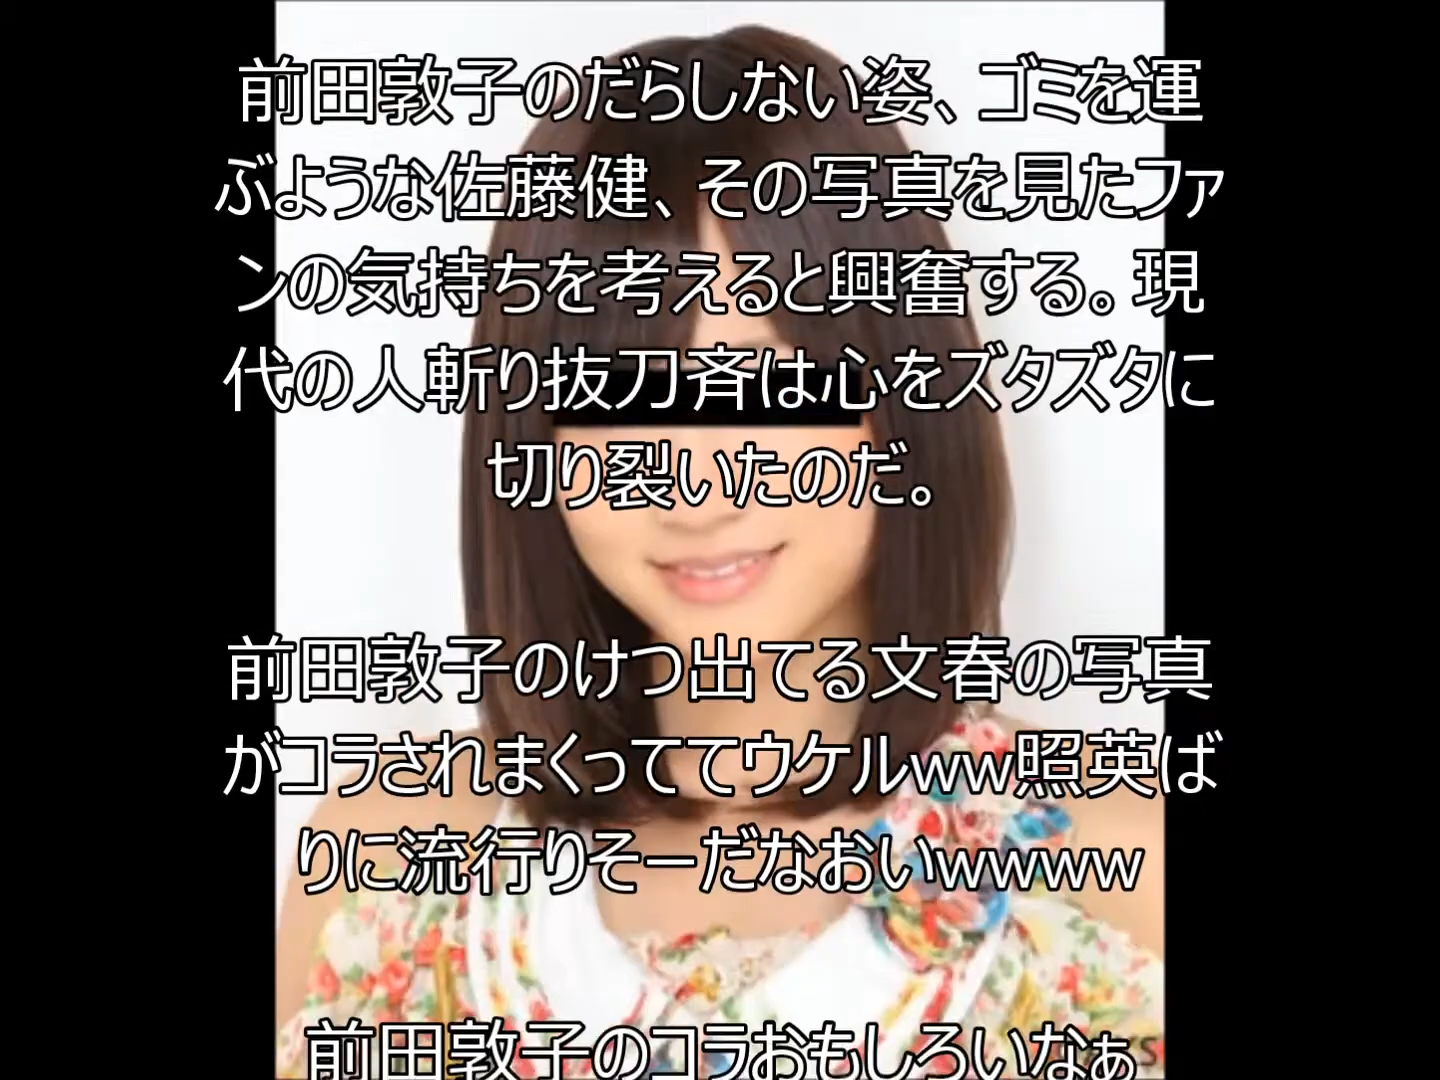 前田敦子のだらしない姿、ゴミを運
ぶような佐藤健、その写真を見たファ
ンの気持ちを考えると興奮する。現
代の人斬り抜刀斉は心をズタズタに
切り裂いたのだ。
前田敦子のけつ出てる文春の写真
がコラされまくっててウケルww照英ば
りに流行りそーだなおいwwww
前田敦子のコラおもしろいなぁ